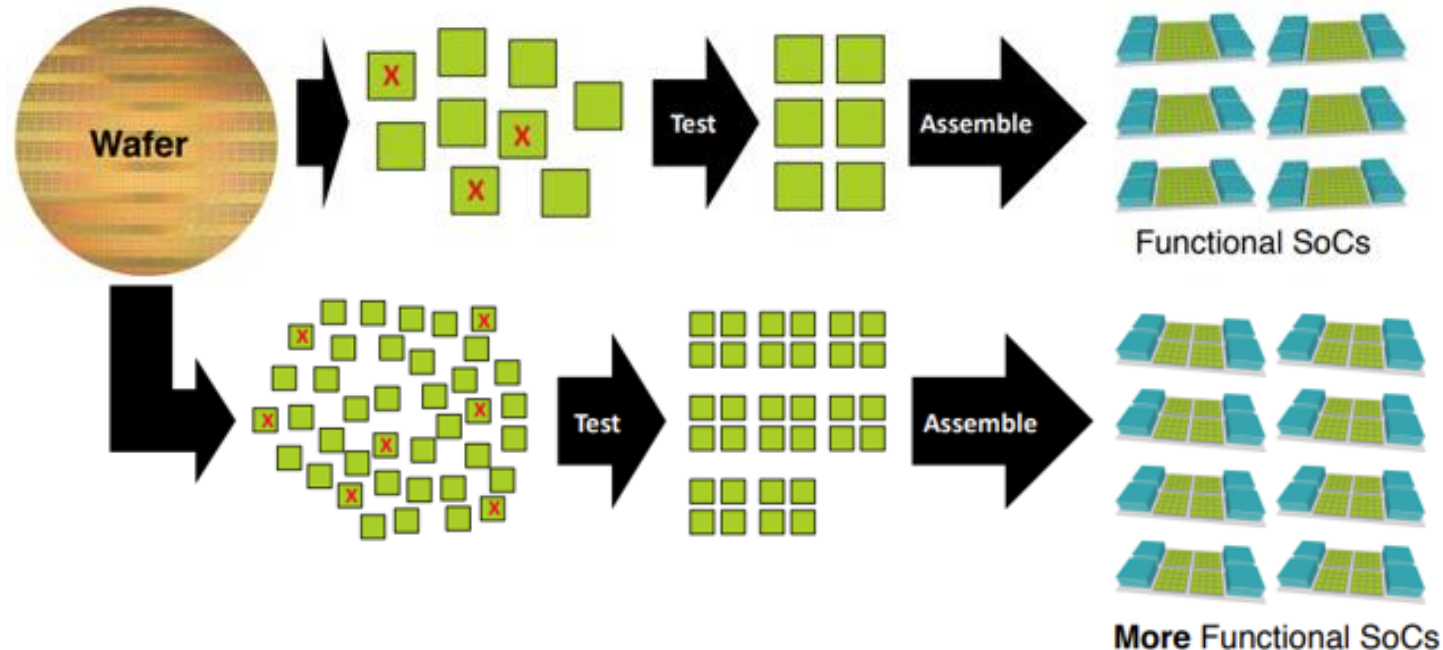 Wafer
X
X
X
Test
Assemble
Functional SoCs
X
X
X
X
X
X
X
Test
Assemble
More Functional SoCs